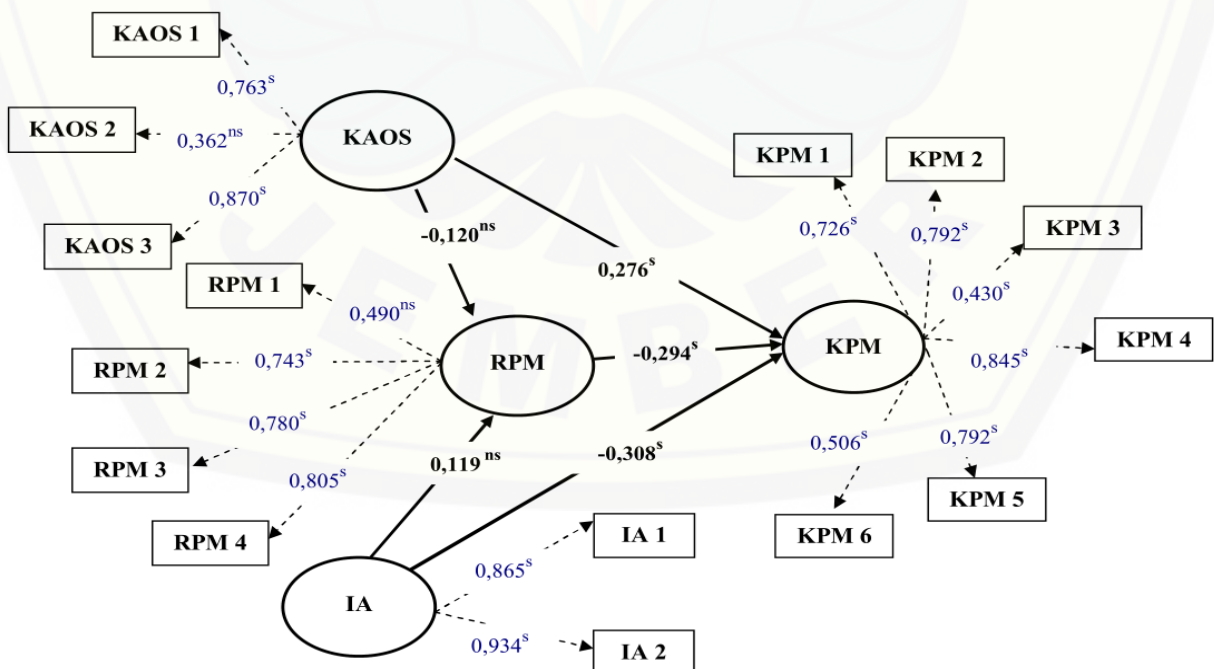 KAOS 1
0,763ˢ
KAOS 2
0,362ⁿˢ
KAOS
0,870ˢ
KAOS 3
-0,120ⁿˢ
0,276ˢ
KPM 1
KPM 2
0,726ˢ
0,792ˢ
KPM 3
0,430ˢ
RPM 1
0,490ⁿˢ
RPM 2
0,743ˢ
RPM
-0,294ˢ
KPM
0,845ˢ
KPM 4
0,780ˢ
RPM 3
0,805ˢ
RPM 4
0,119 ⁿˢ
-0,308ˢ
0,506ˢ
0,792ˢ
KPM 5
KPM 6
IA
0,865ˢ
IA 1
0,934ˢ
IA 2
JEMBER